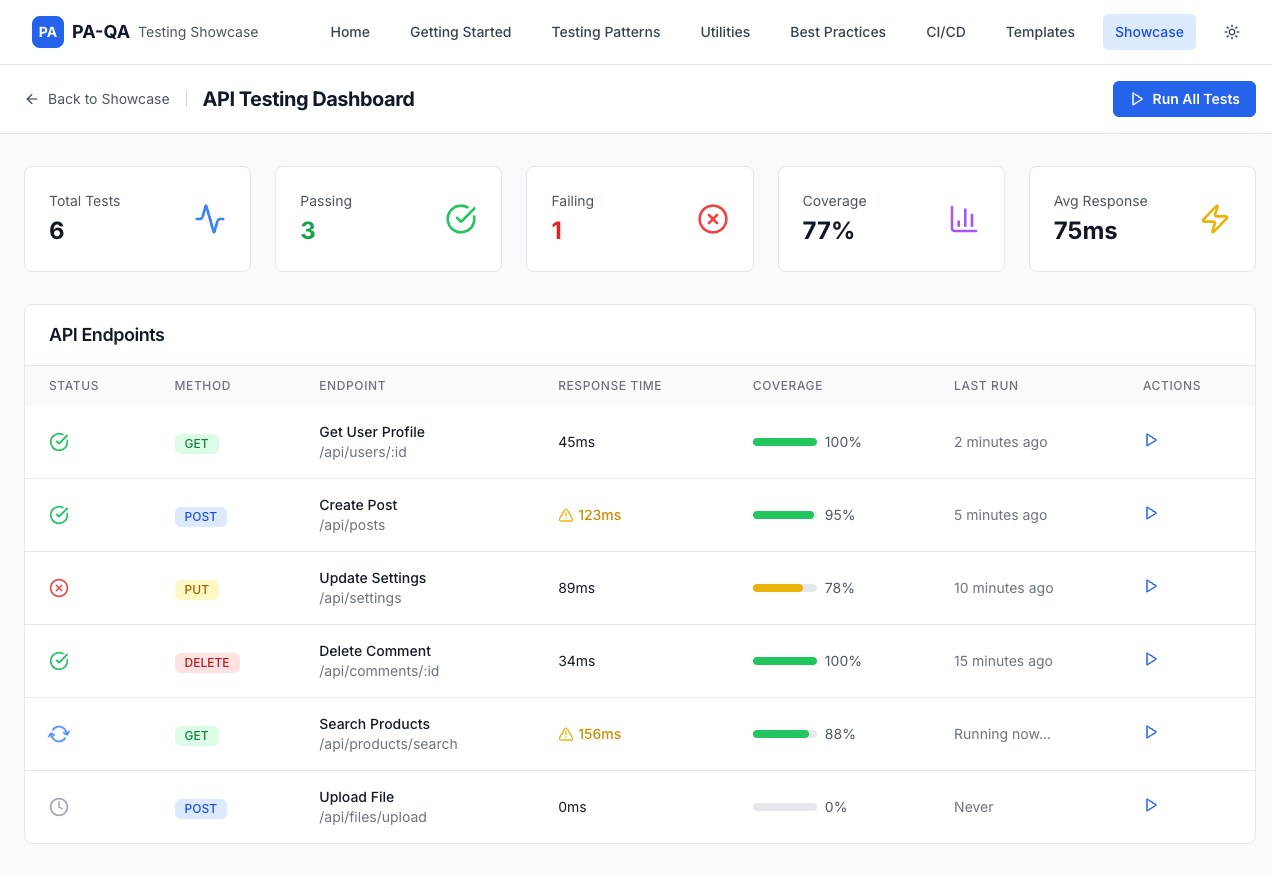 PA PA-QA Testing Showcase Home Getting Started Testing Patterns Utilities Best Practices CI/CD Templates Showcase
Back to Showcase API Testing Dashboard Run All Tests
Total Tests Passing Failing Coverage Avg Response
6 3 1 77% 75ms
API Endpoints
STATUS METHOD ENDPOINT RESPONSE TIME COVERAGE LAST RUN ACTIONS
GET Get User Profile 45ms 100% 2 minutes ago
/api/users/:id
POST Create Post 123ms 95% 5 minutes ago
/api/posts
PUT Update Settings 89ms 78% 10 minutes ago
/api/settings
DELETE Delete Comment 34ms 100% 15 minutes ago
/api/comments/:id
GET Search Products 156ms 88% Running now...
/api/products/search
POST Upload File 0ms 0% Never
/api/files/upload